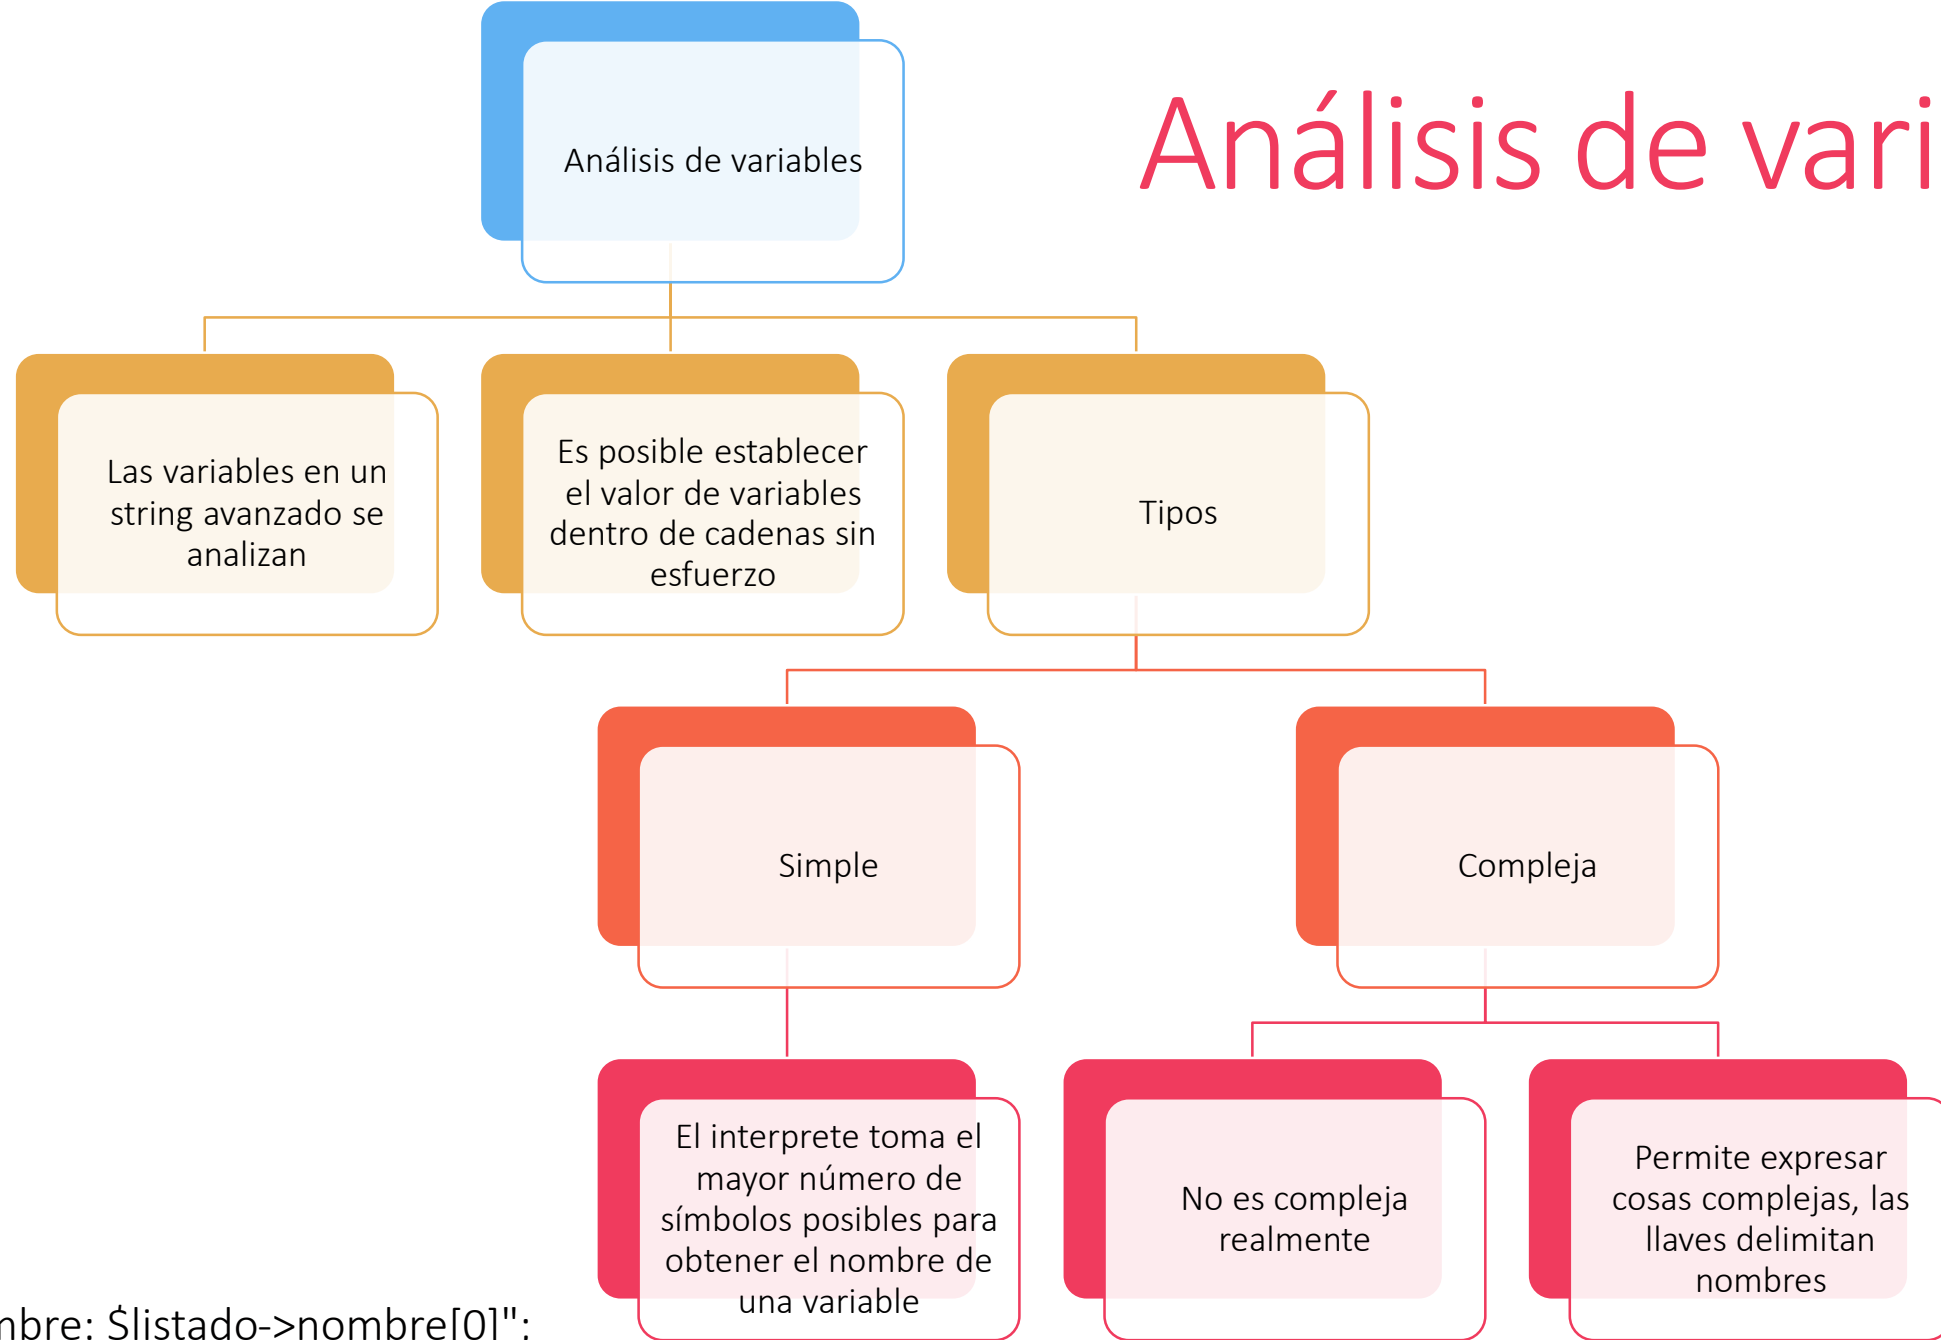 Análisis de vari
Análisis de variables
Las variables en un
string avanzado se
analizan
Es posible establecer
el valor de variables
dentro de cadenas sin
esfuerzo
Tipos
Simple
Compleja
El interprete toma el
mayor número de
símbolos posibles para
obtener el nombre de
una variable
No es compleja
realmente
Permite expresar
cosas complejas, las
llaves delimitan
nombres
mbre: $listado->nombre[0]";